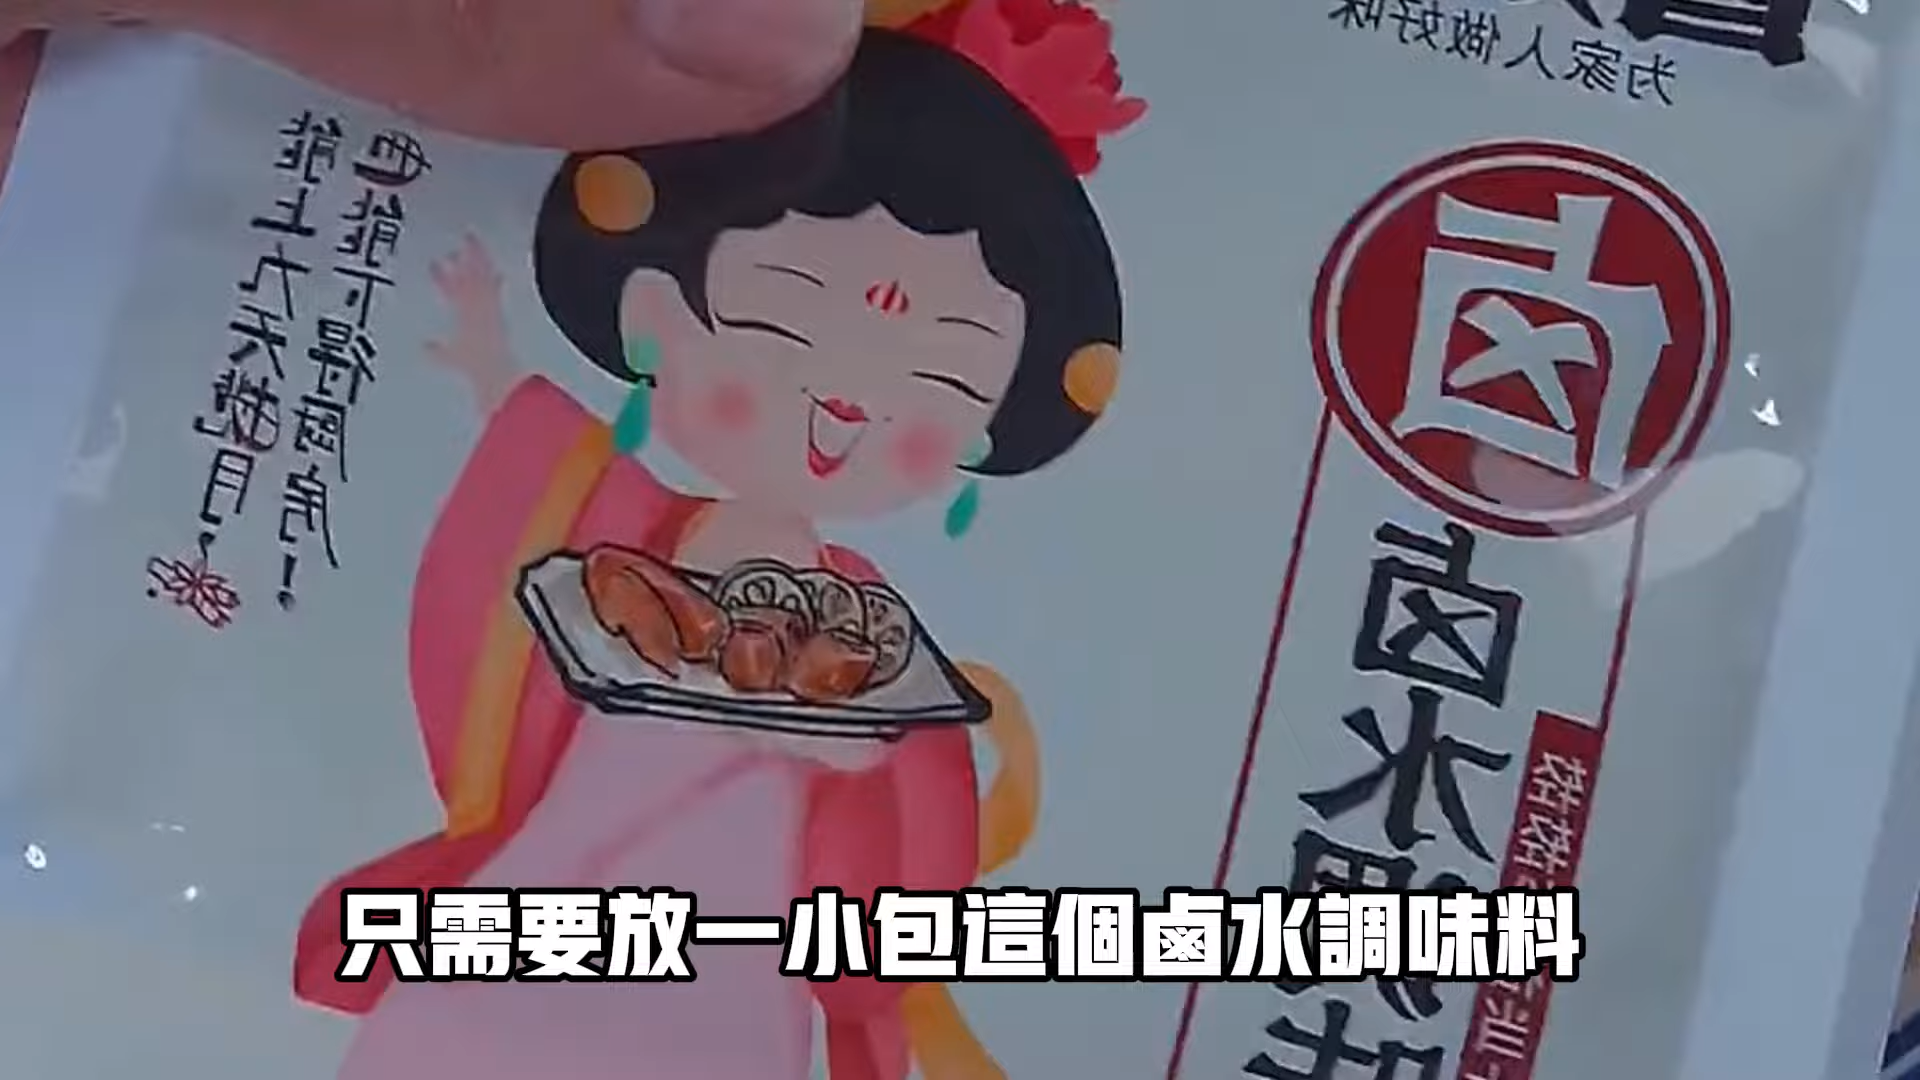 为家人做好味
卤
卤水
能上九天揽月，
也能下得厨房！
只需要放一小包這個鹵水調味料